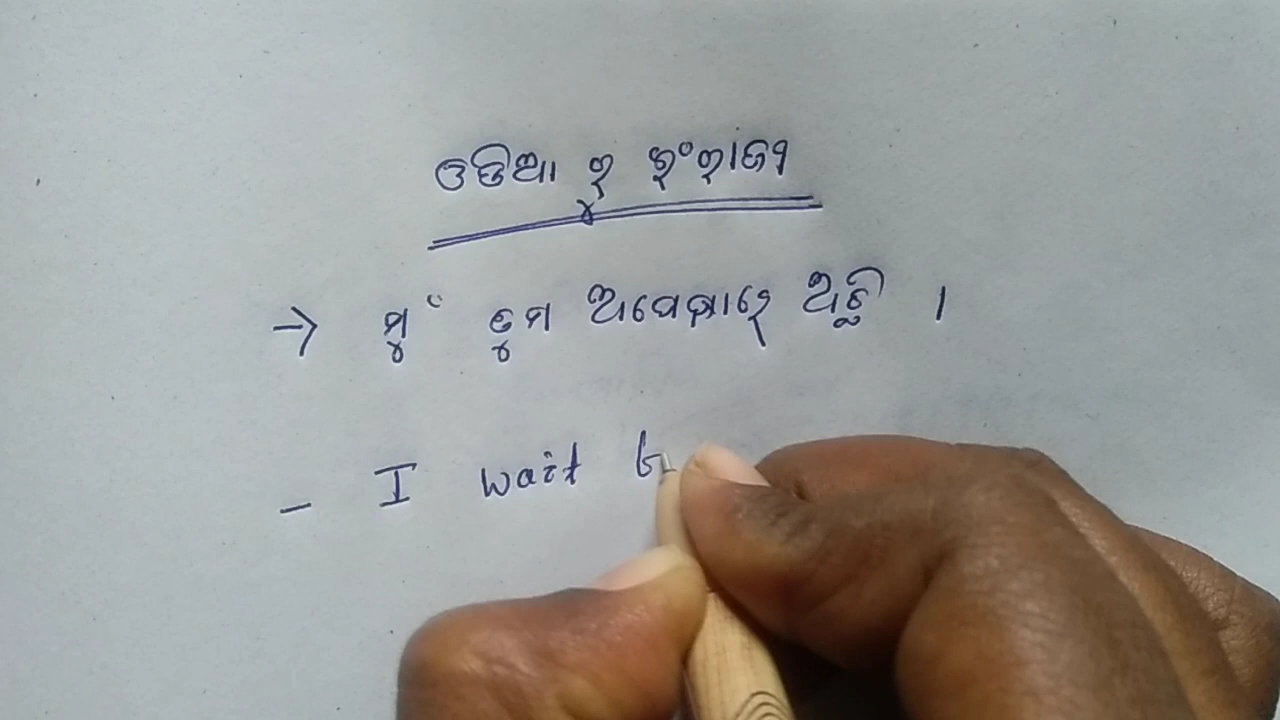 ଓଡିଆ ରୁ ଇଂରାଜୀ
→ ମୁଁ ତୁମ ଅପେକ୍ଷାରେ ଅଛି ।
- I wait